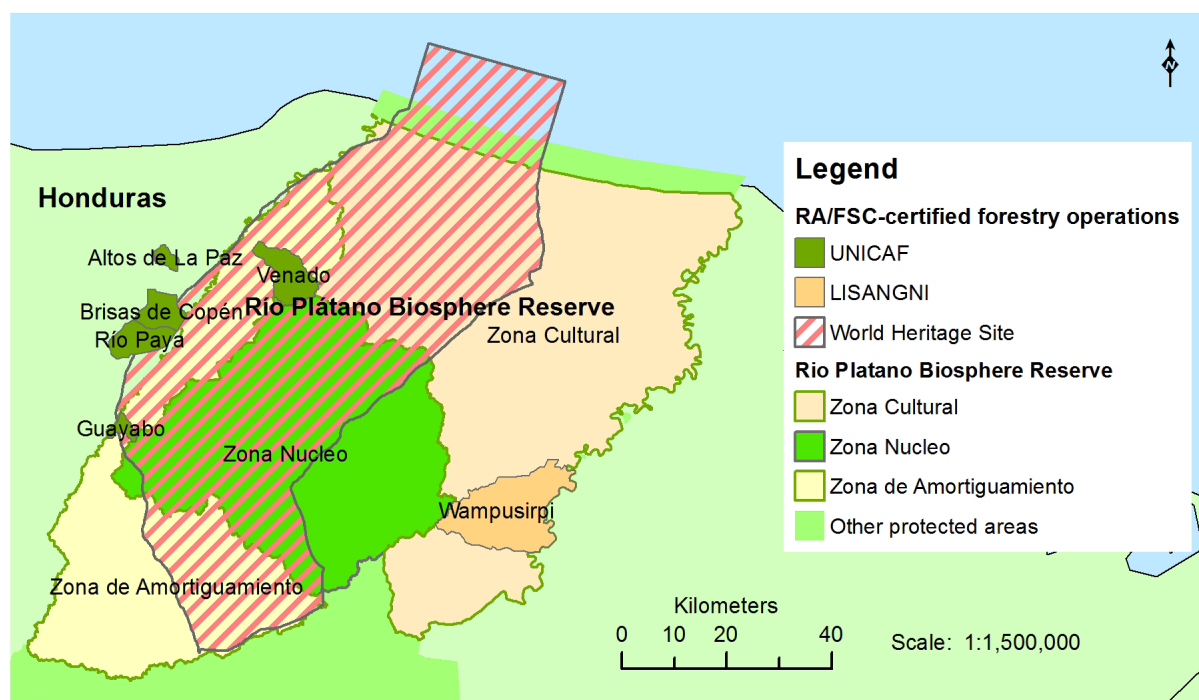 N
Honduras
Altos de La Paz
Venado
Brisas de Copén
Río Plátano Biosphere Reserve
Río Paya
Zona Cultural
Guayabo
Zona Nucleo
Wampusirpi
Zona de Amortiguamiento
Legend
RA/FSC-certified forestry operations
UNICAF
LISANGNI
World Heritage Site
Rio Platano Biosphere Reserve
Zona Cultural
Zona Nucleo
Zona de Amortiguamiento
Other protected areas
Kilometers
0 10 20 40
Scale: 1:1,500,000